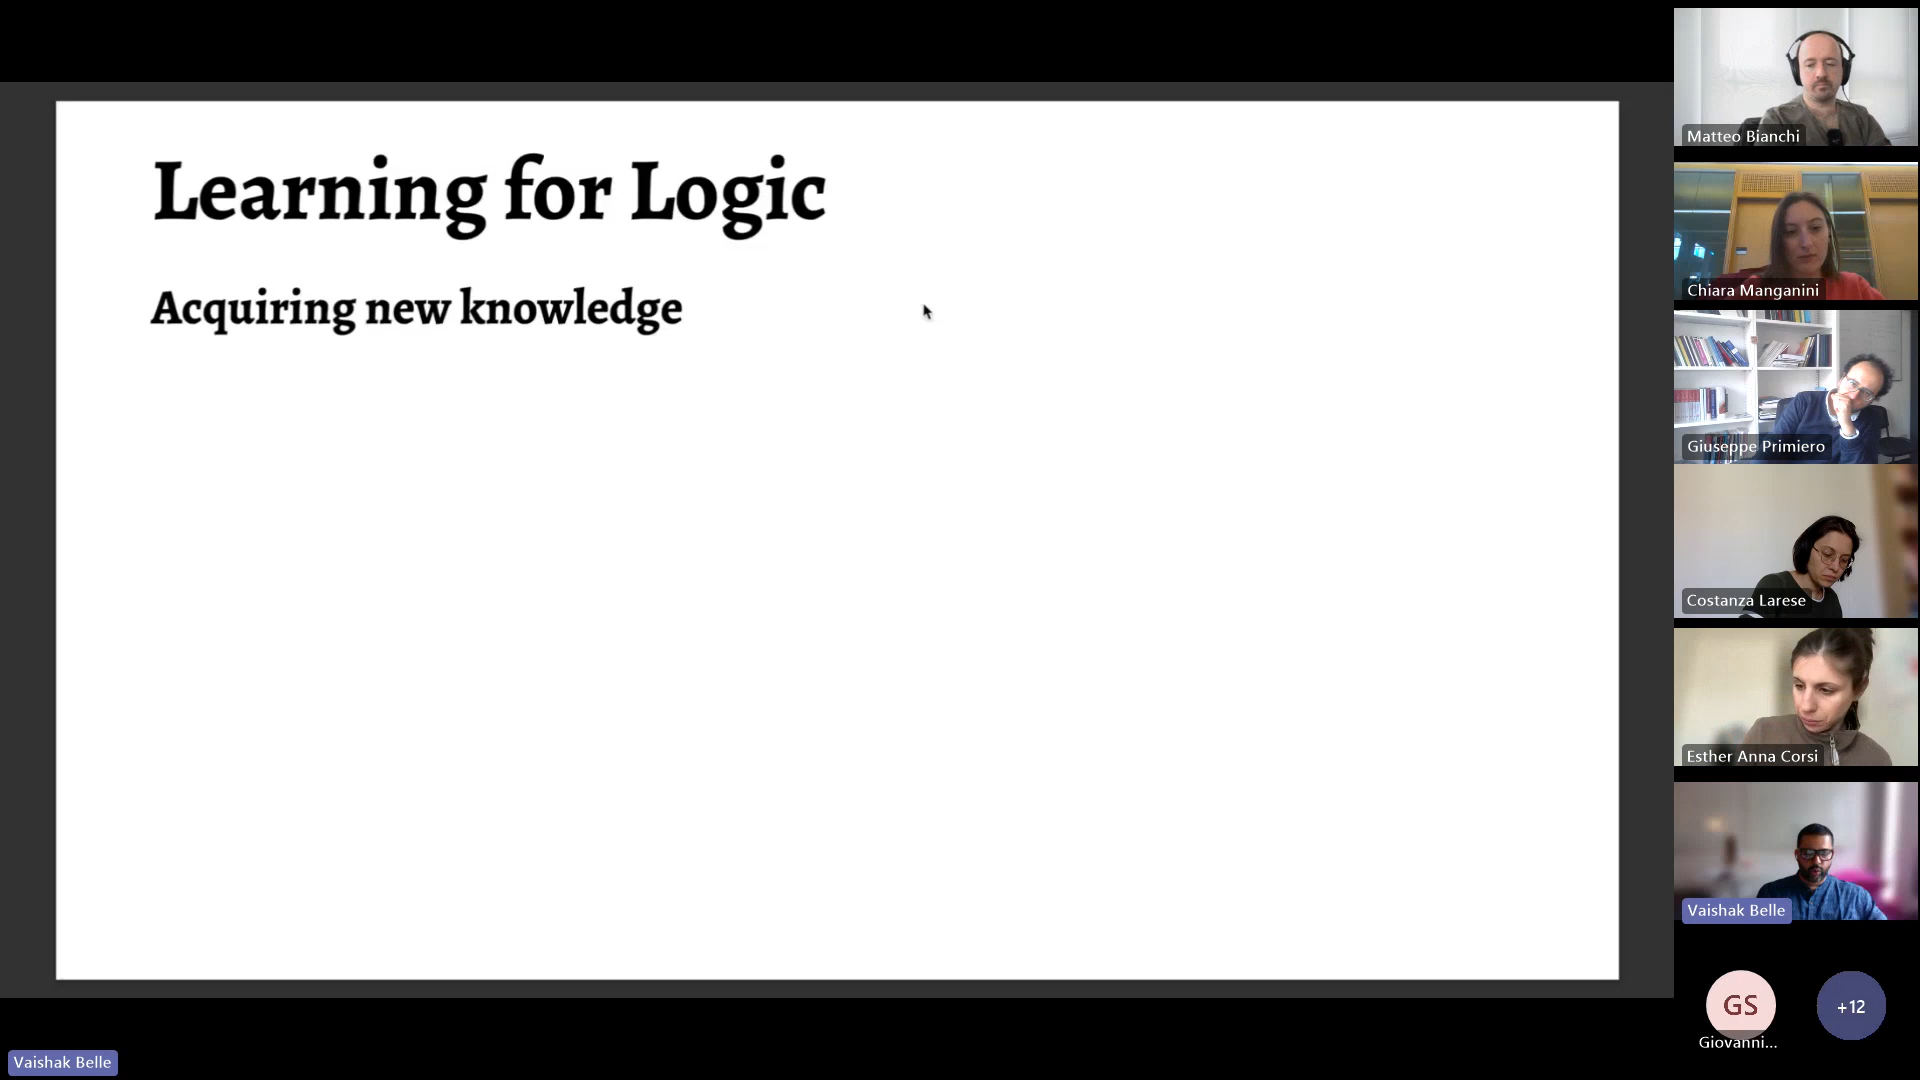 Learning for Logic
Acquiring new knowledge
Matteo Bianchi
Chiara Manganini
Giuseppe Primiero
Costanza Larese
Esther Anna Corsi
Vaishak Belle
GS
+12
Giovanni...
Vaishak Belle